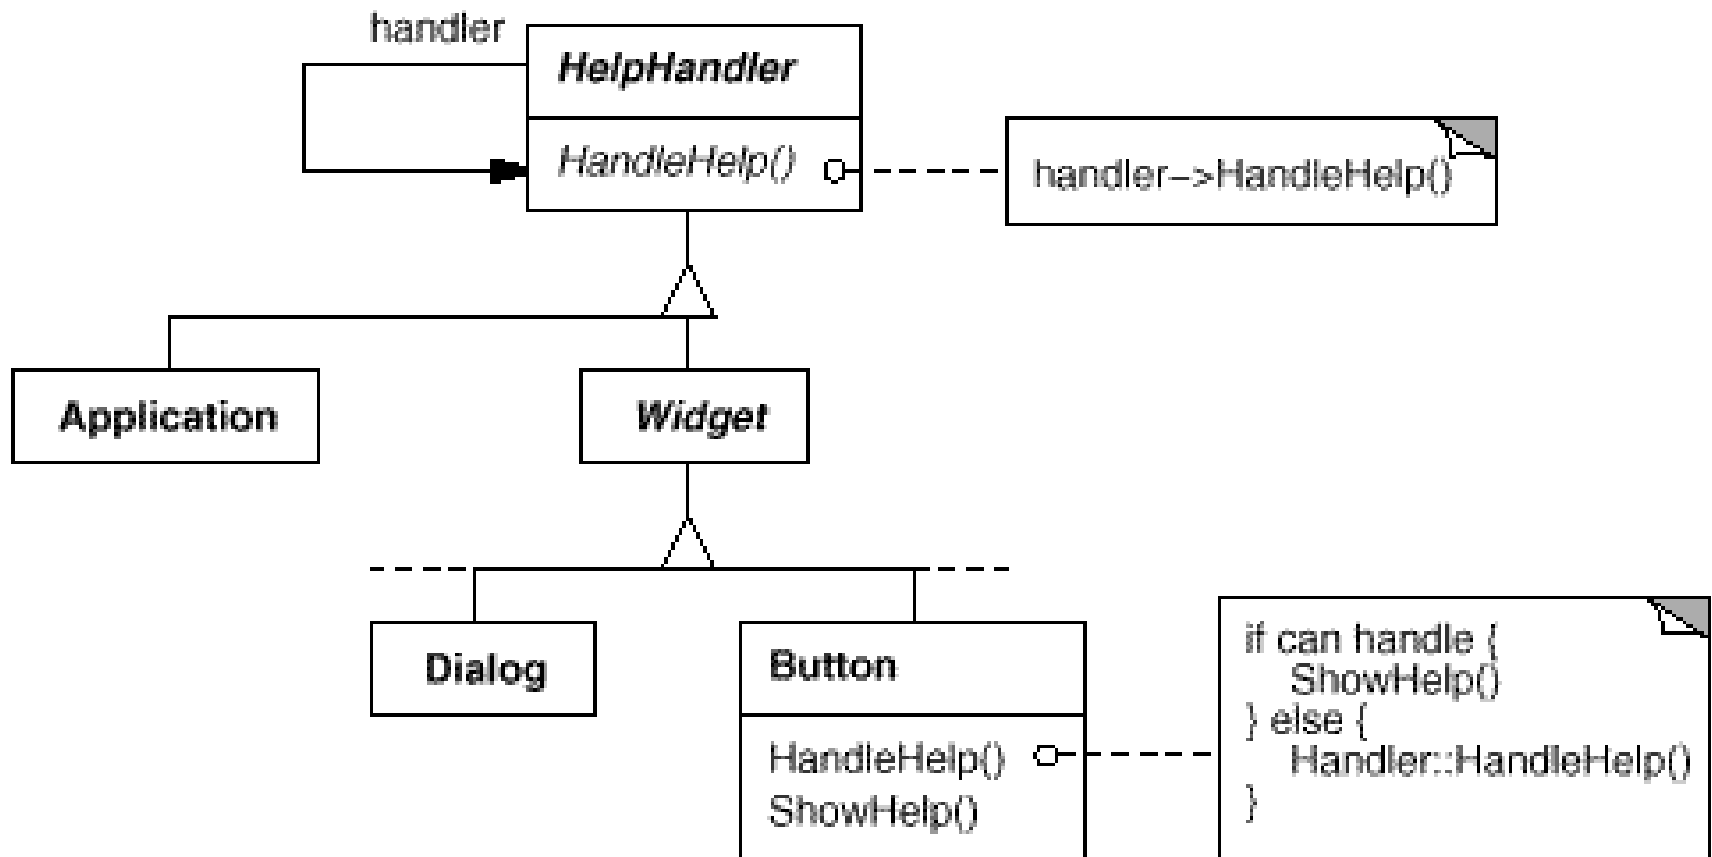 handler
HelpHandler
HandleHelp()
handler–>HandleHelp()
Application
Widget
Dialog
Button
HandleHelp()
ShowHelp()
if can handle {
ShowHelp()
} else {
Handler::HandleHelp()
}